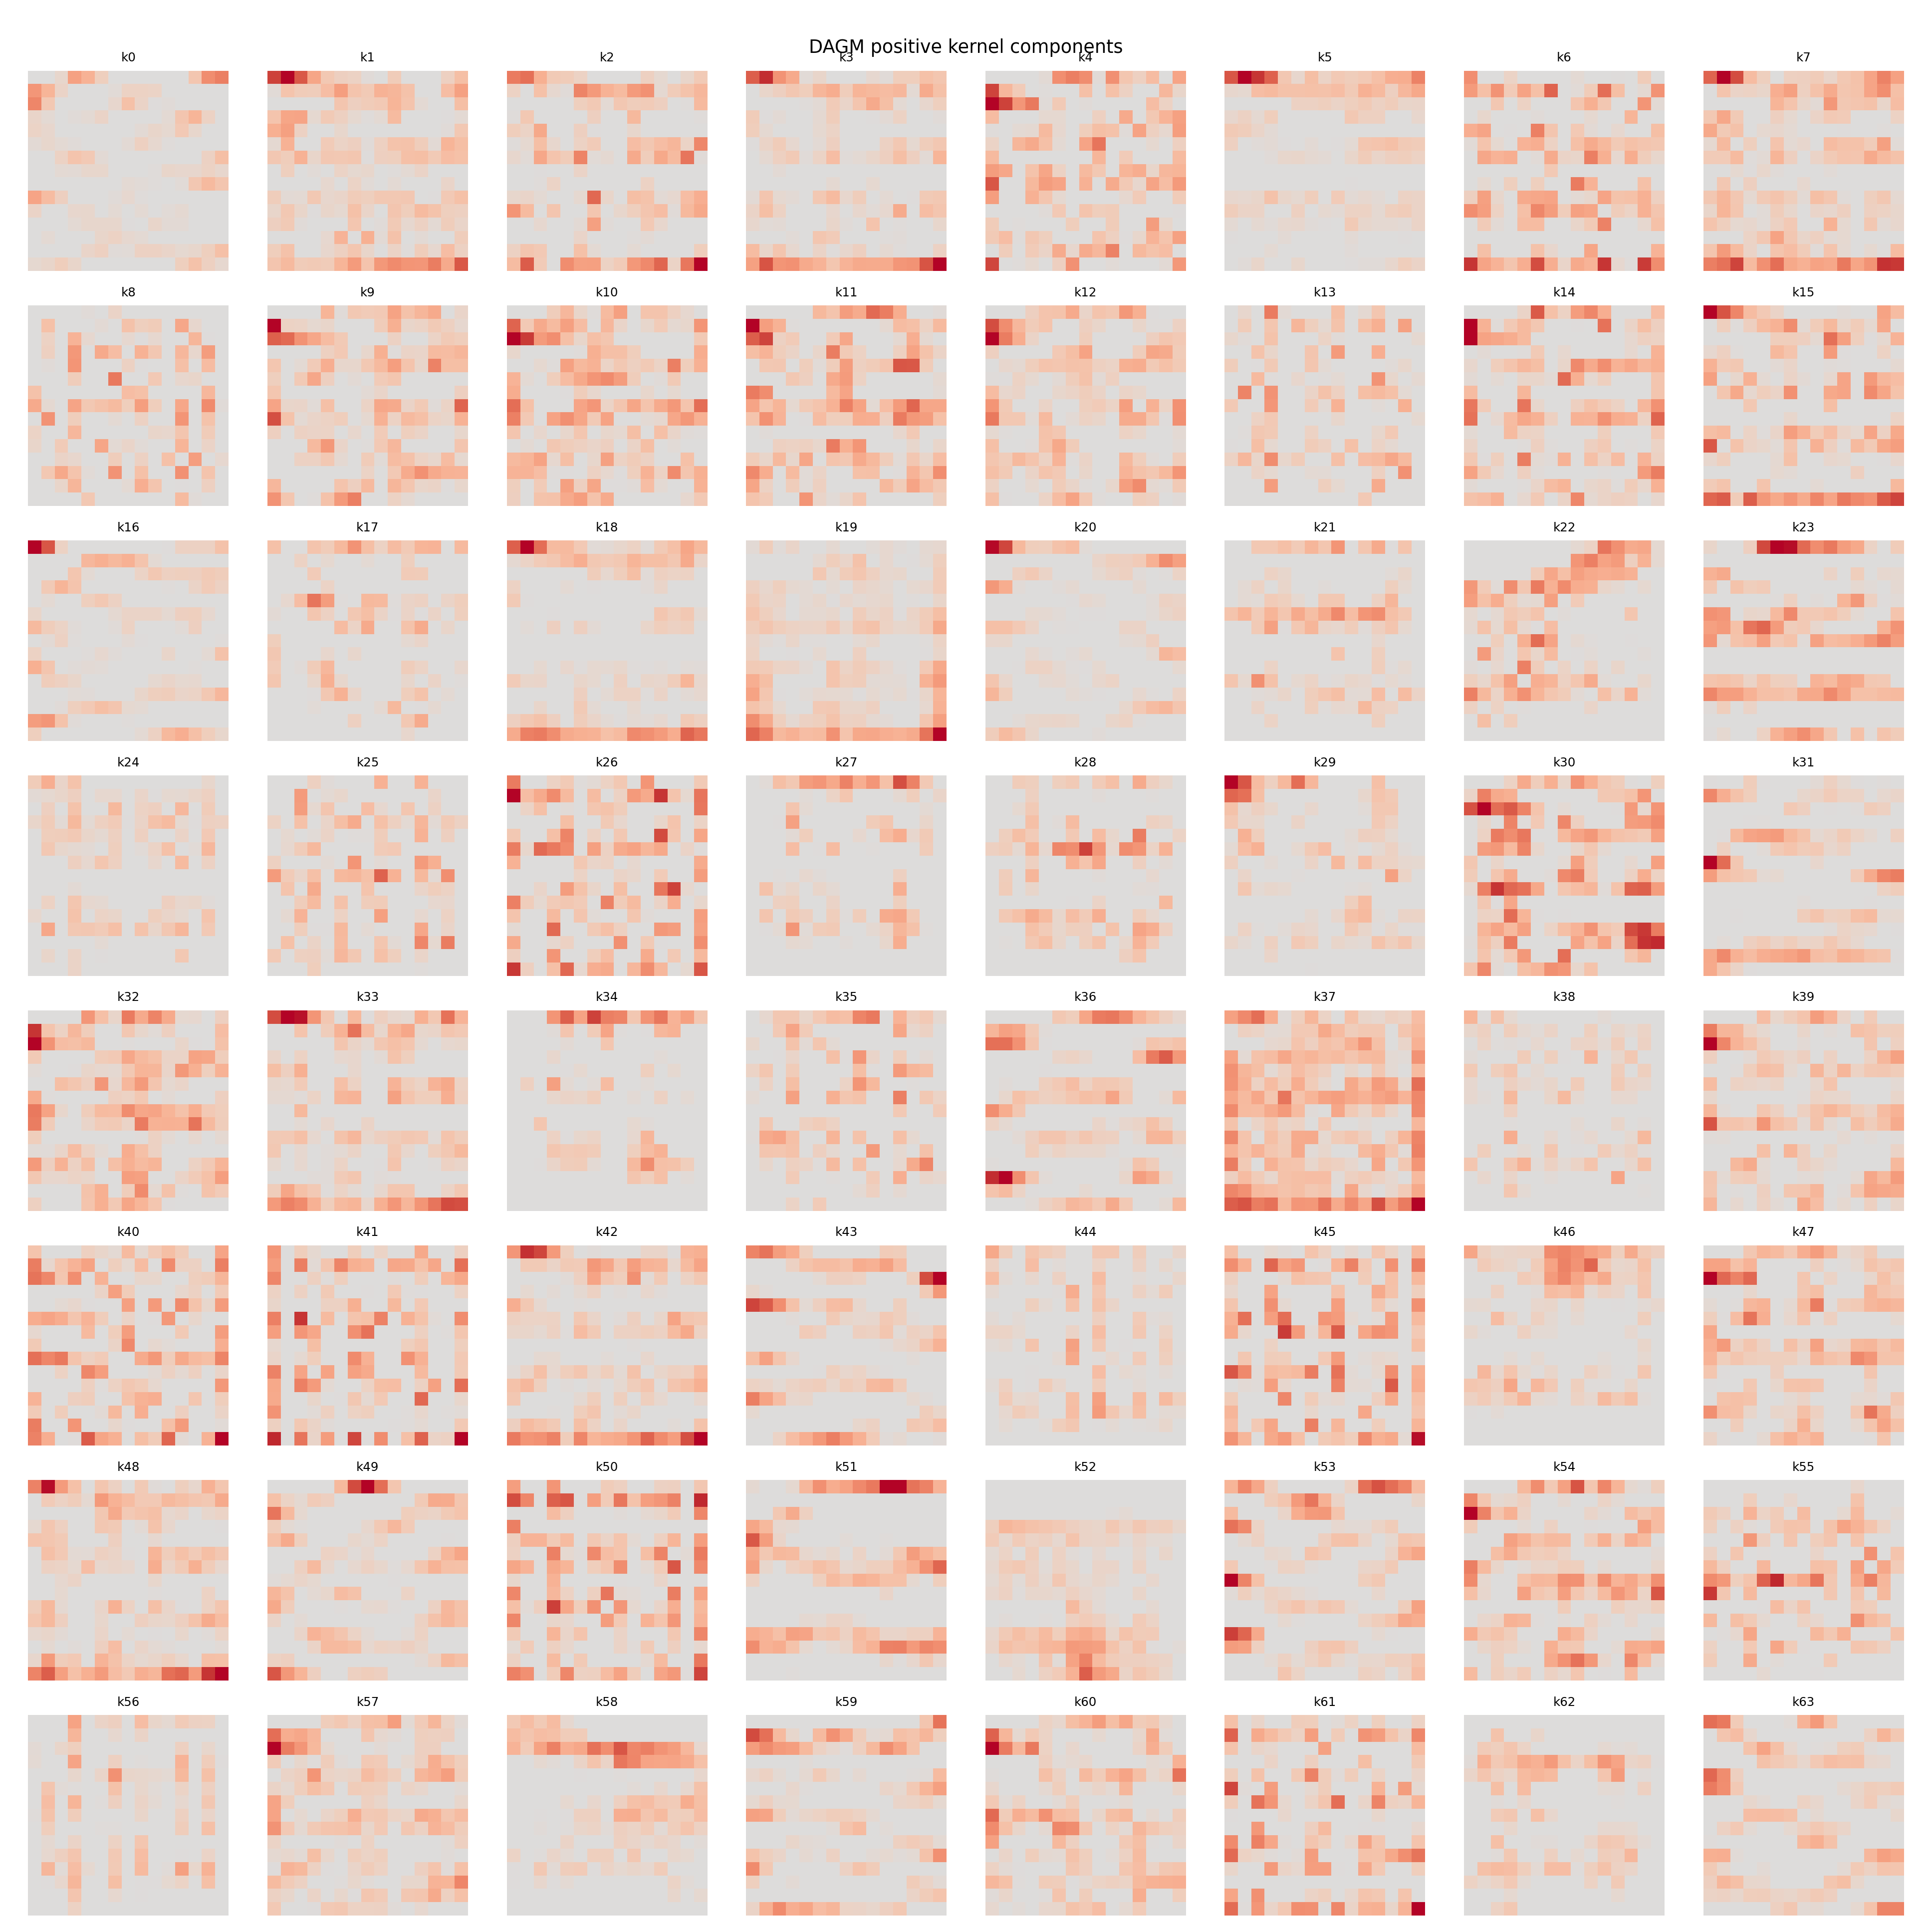 DAGM positive kernel components
k0 k1 k2 k3 k4 k5 k6 k7
k8 k9 k10 k11 k12 k13 k14 k15
k16 k17 k18 k19 k20 k21 k22 k23
k24 k25 k26 k27 k28 k29 k30 k31
k32 k33 k34 k35 k36 k37 k38 k39
k40 k41 k42 k43 k44 k45 k46 k47
k48 k49 k50 k51 k52 k53 k54 k55
k56 k57 k58 k59 k60 k61 k62 k63